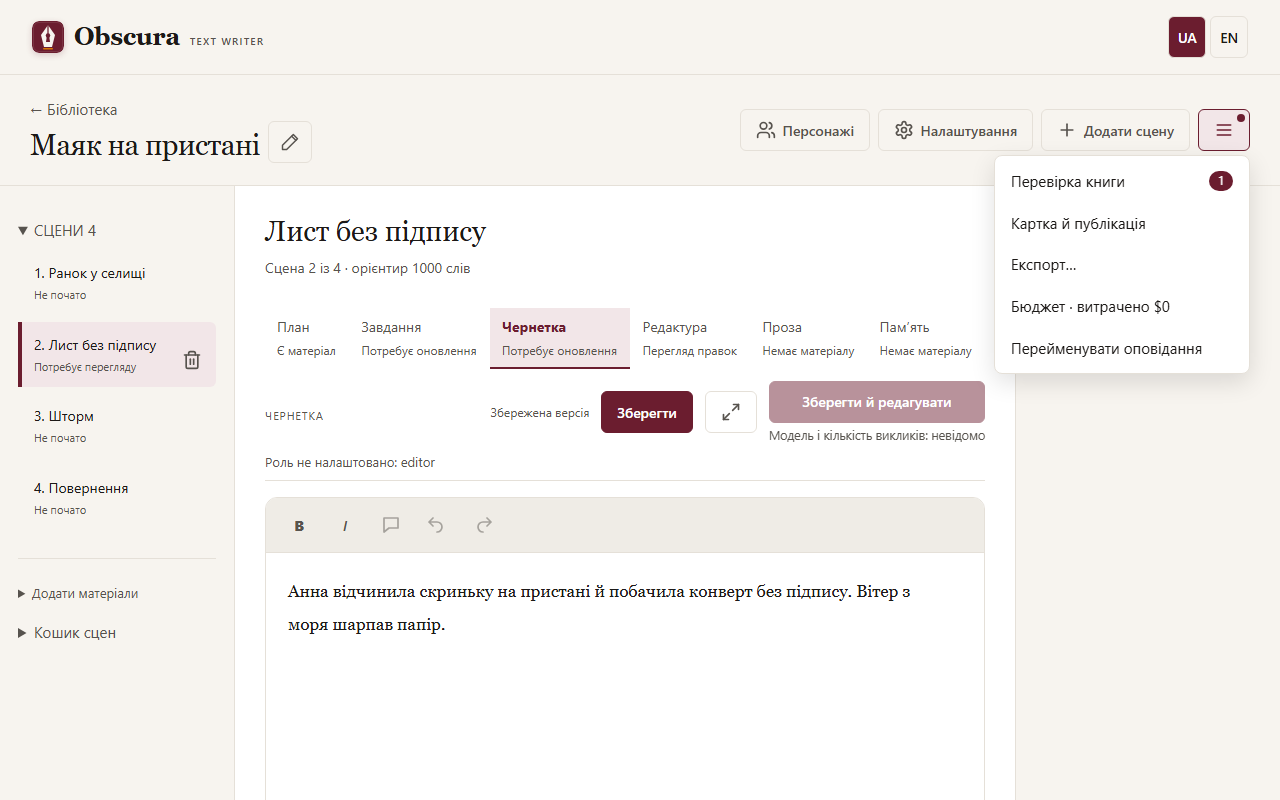 Obscura TEXT WRITER
UA EN
← Бібліотека
Маяк на пристані
Персонажі Налаштування Додати сцену
Перевірка книги 1
Картка й публікація
Експорт...
Бюджет · витрачено $0
Перейменувати оповідання
▼ СЦЕНИ 4
1. Ранок у селищі
Не почато
2. Лист без підпису
Потребує перегляду
3. Шторм
Не почато
4. Повернення
Не почато
▶ Додати матеріали
▶ Кошик сцен
Лист без підпису
Сцена 2 із 4 · орієнтир 1000 слів
План Завдання Чернетка Редактура Проза Пам’ять
Є матеріал Потребує оновлення Потребує оновлення Перегляд правок Немає матеріалу Немає матеріалу
ЧЕРНЕТКА Збережена версія Зберегти Зберегти й редагувати
Модель і кількість викликів: невідомо
Роль не налаштовано: editor
B I
Анна відчинила скриньку на пристані й побачила конверт без підпису. Вітер з
моря шарпав папір.